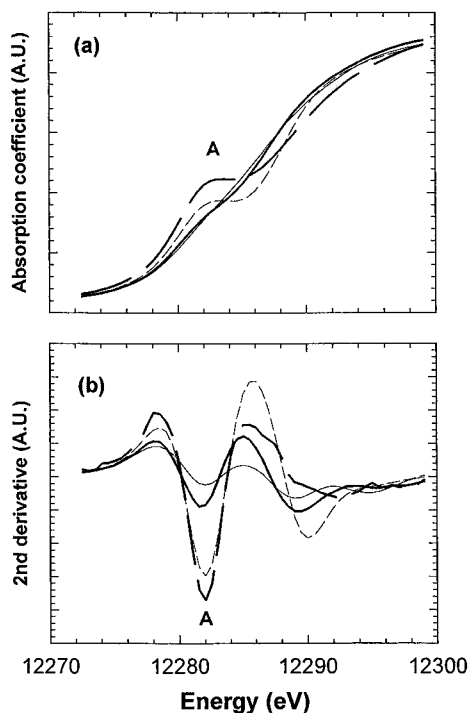 (a)
A
Absorption coefficient (A.U.)
(b)
A
2nd derivative (A.U.)
12270 12280 12290 12300
Energy (eV)